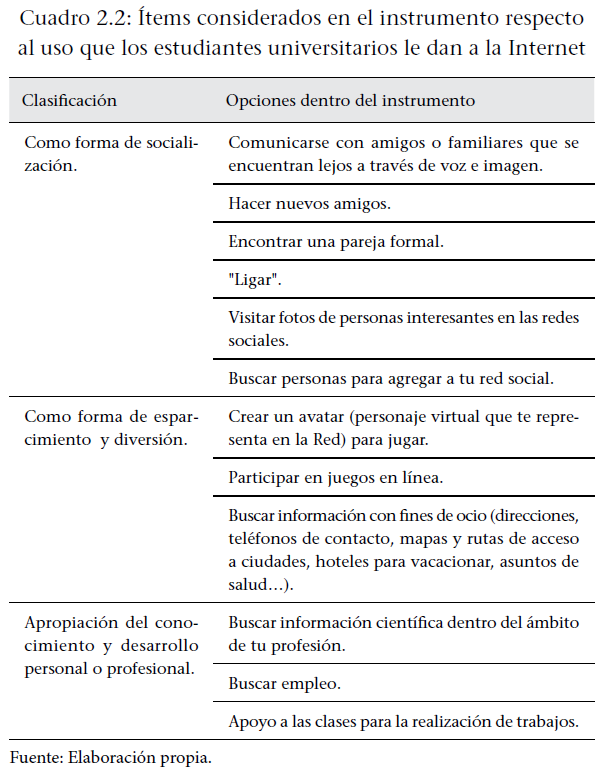 Cuadro 2.2: Ítems considerados en el instrumento respecto
al uso que los estudiantes universitarios le dan a la Internet
Clasificación Opciones dentro del instrumento
Como forma de sociali-
zación.
Comunicarse con amigos o familiares que se
encuentran lejos a través de voz e imagen.
Hacer nuevos amigos.
Encontrar una pareja formal.
"Ligar".
Visitar fotos de personas interesantes en las redes
sociales.
Buscar personas para agregar a tu red social.
Como forma de espar-
cimiento y diversión.
Crear un avatar (personaje virtual que te repre-
senta en la Red) para jugar.
Participar en juegos en línea.
Buscar información con fines de ocio (direcciones,
teléfonos de contacto, mapas y rutas de acceso
a ciudades, hoteles para vacacionar, asuntos de
salud…).
Apropiación del cono-
cimiento y desarrollo
personal o profesional.
Buscar información científica dentro del ámbito
de tu profesión.
Buscar empleo.
Apoyo a las clases para la realización de trabajos.
Fuente: Elaboración propia.